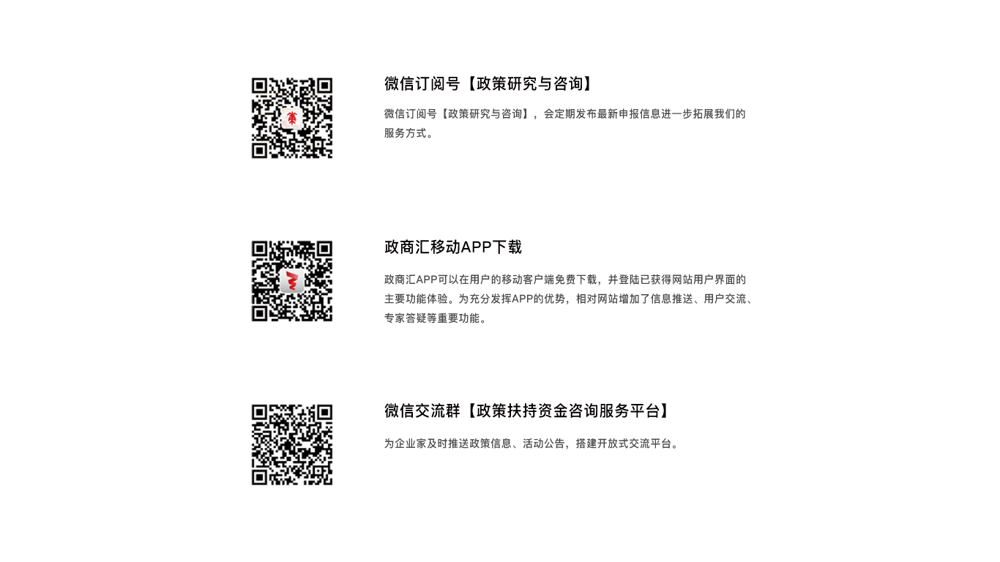 微信订阅号【政策研究与咨询】
微信订阅号【政策研究与咨询】，会定期发布最新申报信息进一步拓展我们的
服务方式。
政商汇移动APP下载
政商汇APP可以在用户的移动客户端免费下载，并登陆已获得网站用户界面的
主要功能体验。为充分发挥APP的优势，相对网站增加了信息推送、用户交流、
专家答疑等重要功能。
微信交流群【政策扶持资金咨询服务平台】
为企业家及时推送政策信息、活动公告，搭建开放式交流平台。